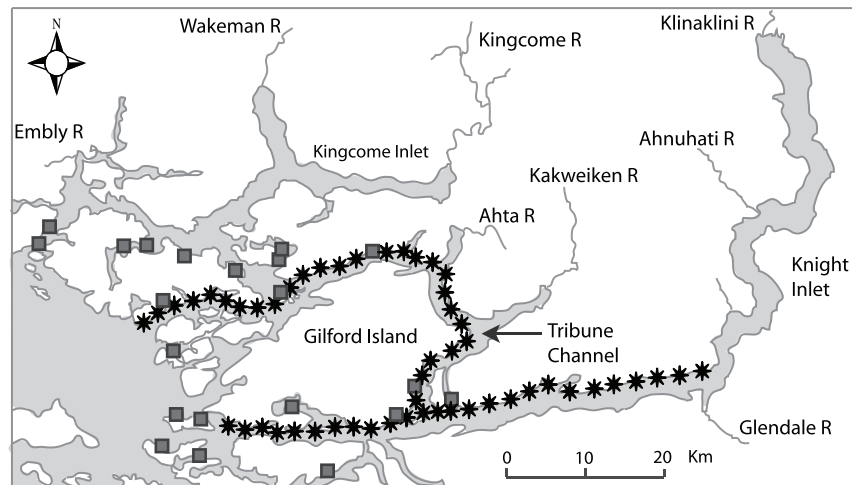 N
Wakeman R
Klinaklini R
Kingcome R
Embly R
Ahnuhati R
Kingcome Inlet
Kakweiken R
Ahta R
Knight
Inlet
Gilford Island
Tribune
Channel
Glendale R
0 10 20 Km